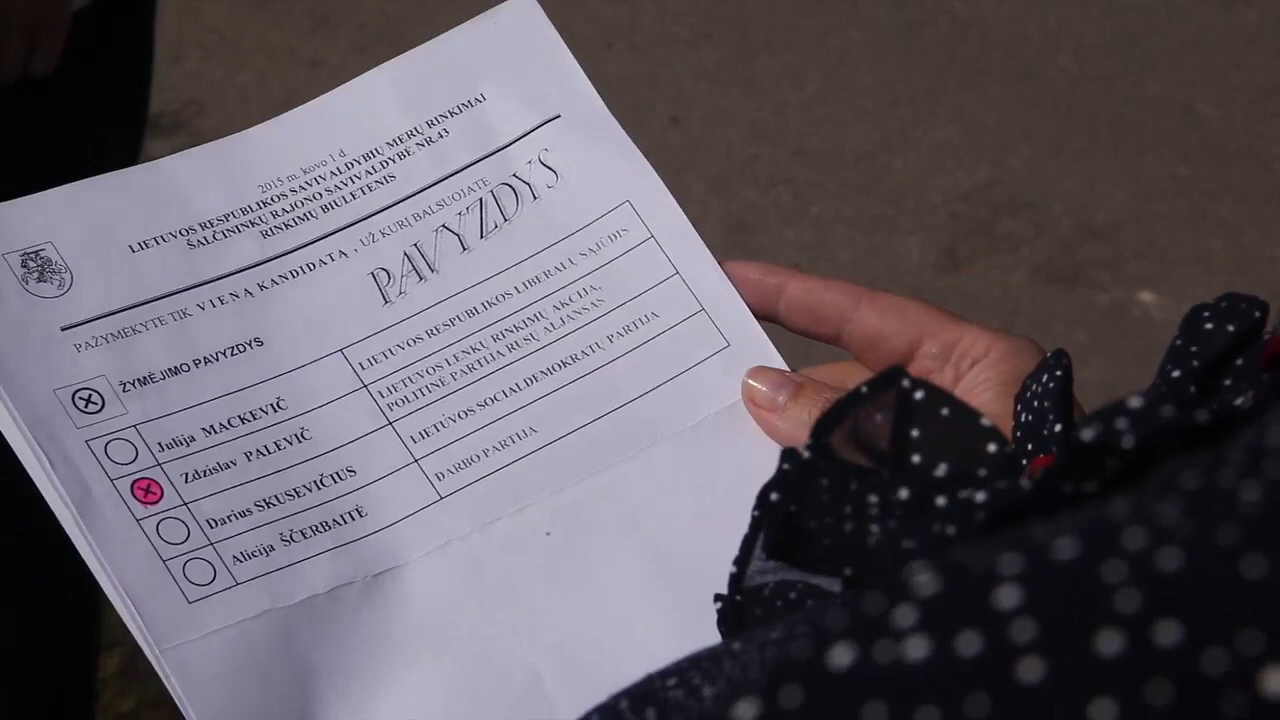 2015 m. kovo 1 d
LIETUVOS RESPUBLIKOS SAVIVALDYBIŲ MERŲ RINKIMAI
ŠALČININKŲ RAJONO SAVIVALDYBĖ NR.43
RINKIMŲ BIULETENIS
PAŽYMĖKYTE TIK VIENĄ KANDIDATĄ , UŽ KURĮ BALSUOJATE
PAVYZDYS
ŽYMĖJIMO PAVYZDYS
Julija MACKEVIČ LIETUVOS RESPUBLIKOS LIBERALŲ SĄJŪDIS
Zdzislav PALEVIČ LIETUVOS LENKŲ RINKIMŲ AKCIJA,
POLITINĖ PARTIJA RUSŲ ALJANSAS
Darius SKUSEVIČIUS LIETUVOS SOCIALDEMOKRATŲ PARTIJA
Alicija ŠČERBAITĖ DARBO PARTIJA